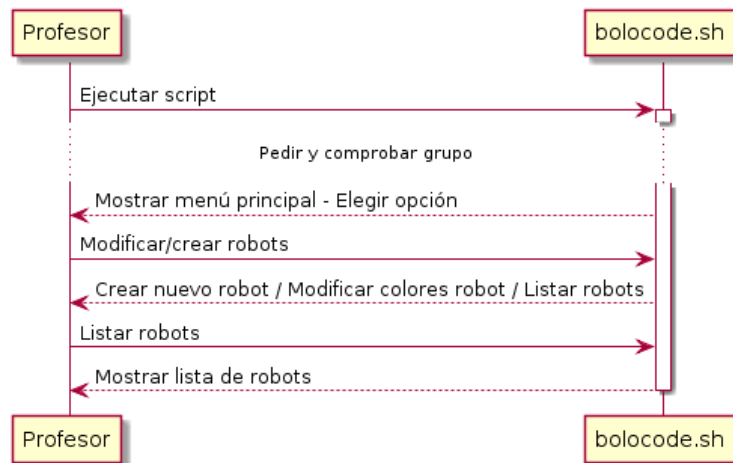 Profesor
bolocode.sh
Ejecutar script
Pedir y comprobar grupo
Mostrar menú principal - Elegir opción
Modificar/crear robots
Crear nuevo robot / Modificar colores robot / Listar robots
Listar robots
Mostrar lista de robots
Profesor
bolocode.sh